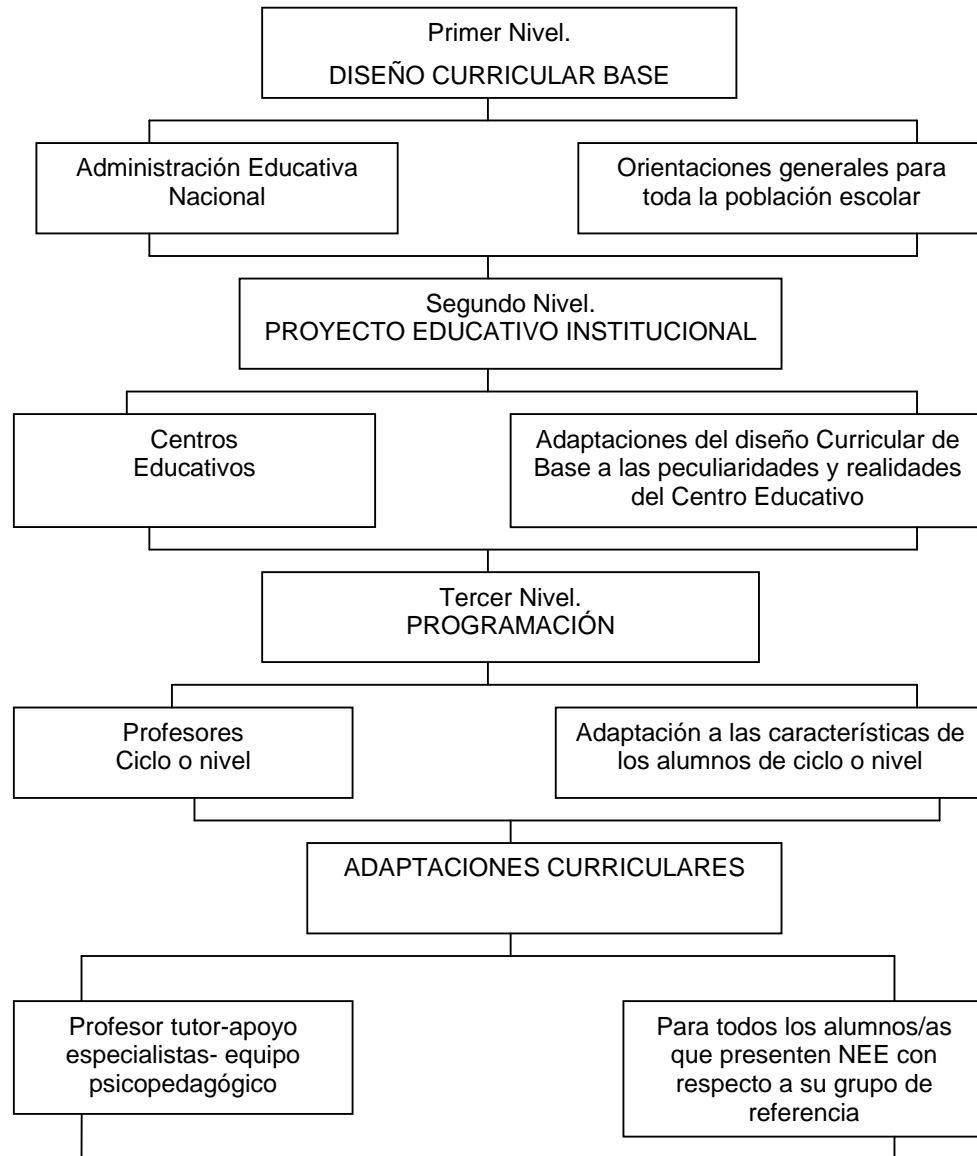 Primer Nivel.
DISEÑO CURRICULAR BASE
Administración Educativa
Nacional
Orientaciones generales para
toda la población escolar
Segundo Nivel.
PROYECTO EDUCATIVO INSTITUCIONAL
Centros
Educativos
Adaptaciones del diseño Curricular de
Base a las peculiaridades y realidades
del Centro Educativo
Tercer Nivel.
PROGRAMACIÓN
Profesores
Ciclo o nivel
Adaptación a las características de
los alumnos de ciclo o nivel
ADAPTACIONES CURRICULARES
Profesor tutor-apoyo
especialistas- equipo
psicopedagógico
Para todos los alumnos/as
que presenten NEE con
respecto a su grupo de
referencia